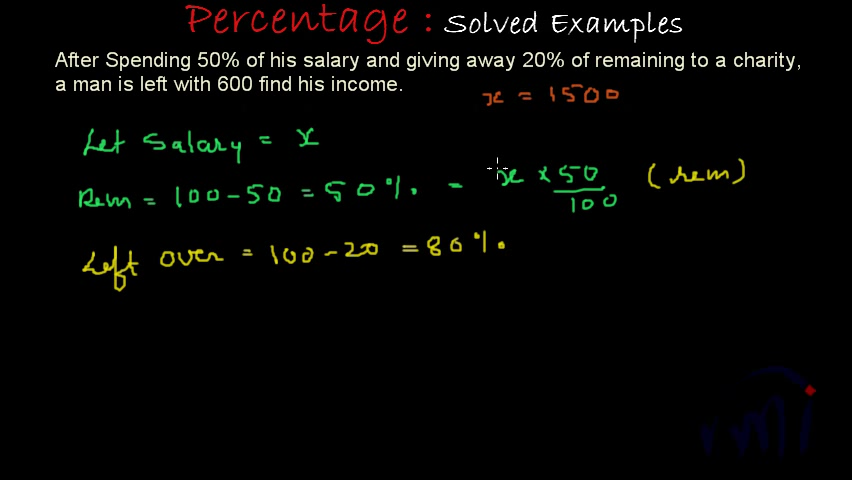 Percentage : Solved Examples
After Spending 50% of his salary and giving away 20% of remaining to a charity,
a man is left with 600 find his income.
x = 1500
Let Salary = x
Rem = 100 - 50 = 50%. = x * 50/100 (rem)
Left over = 100 - 20 = 80%.
rmi